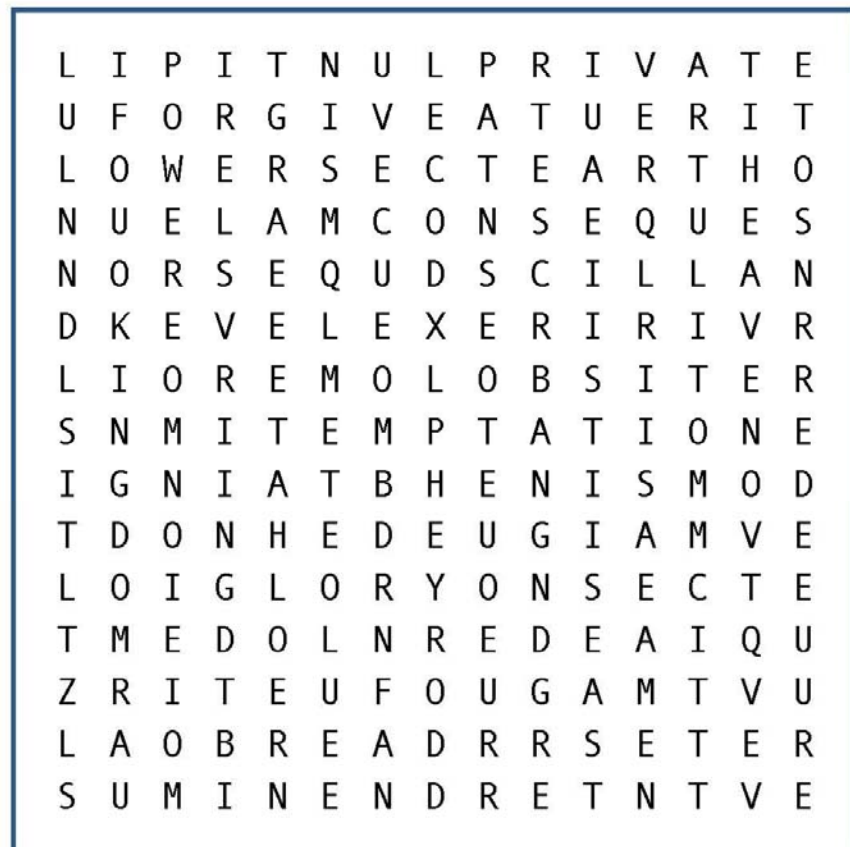 L I P I T N U L P R I V A T E
U F O R G I V E A T U E R I T
L O W E R S E C T E A R T H O
N U E L A M C O N S E Q U E S
N O R S E Q U D S C I L L A N
D K E V E L E X E R I R I V R
L I O R E M O L O B S I T E R
S N M I T E M P T A T I O N E
I G N I A T B H E N I S M O D
T D O N H E D E U G I A M V E
L O I G L O R Y O N S E C T E
T M E D O L N R E D E A I Q U
Z R I T E U F O U G A M T V U
L A O B R E A D R R S E T E R
S U M I N E N D R E T N T V E